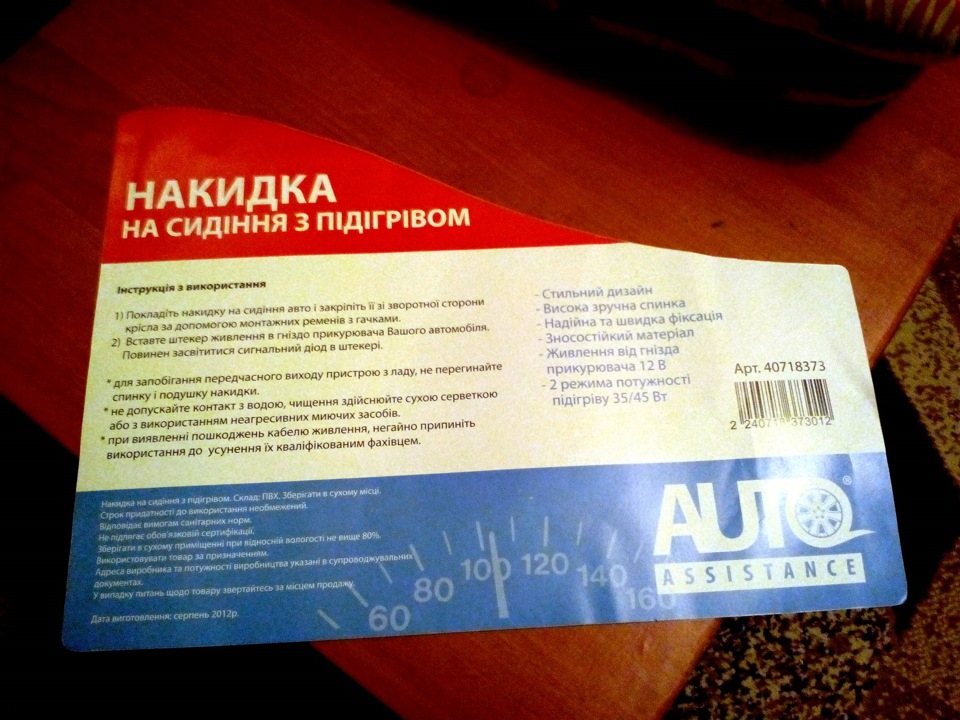 НАКИДКА
НА СИДІННЯ З ПІДІГРІВОМ
Інструкція з використання
1) Покладіть накидку на сидіння авто і закріпіть її зі зворотної сторони
крісла за допомогою монтажних ременів з гачками.
2) Вставте штекер живлення в гніздо прикурювача Вашого автомобіля.
Повинен засвітитися сигнальний діод в штекері.
* для запобігання передчасного виходу пристрою з ладу, не перегинайте
спинку і подушку накидки.
* не допускайте контакт з водою, чищення здійснюйте сухою серветкою
або з використанням неагресивних миючих засобів.
* при виявленні пошкоджень кабелю живлення, негайно припиніть
використання до усунення їх кваліфікованим фахівцем.
- Стильний дизайн
- Висока зручна спинка
- Надійна та швидка фіксація
- Зносостійкий матеріал
- Живлення від гнізда
прикурювача 12 В
- 2 режима потужності
підігріву 35/45 Вт
Арт. 40718373
2 240718 373012
Накидка на сидіння з підігрівом. Склад: ПВХ. Зберігати в сухому місці.
Строк придатності до використання необмежений.
Відповідає вимогам санітарних норм.
Не підлягає обов'язковій сертифікації.
Зберігати в сухому приміщенні при відносній вологості не вище 80%.
Використовувати товар за призначенням.
Адреса виробника та потужності виробництва указані в супроводжувальних
документах.
У випадку питань щодо товару звертайтесь за місцем продажу.
Дата виготовлення: серпень 2012р.
60 80 100 120 140 160
AUTO®
ASSISTANCE